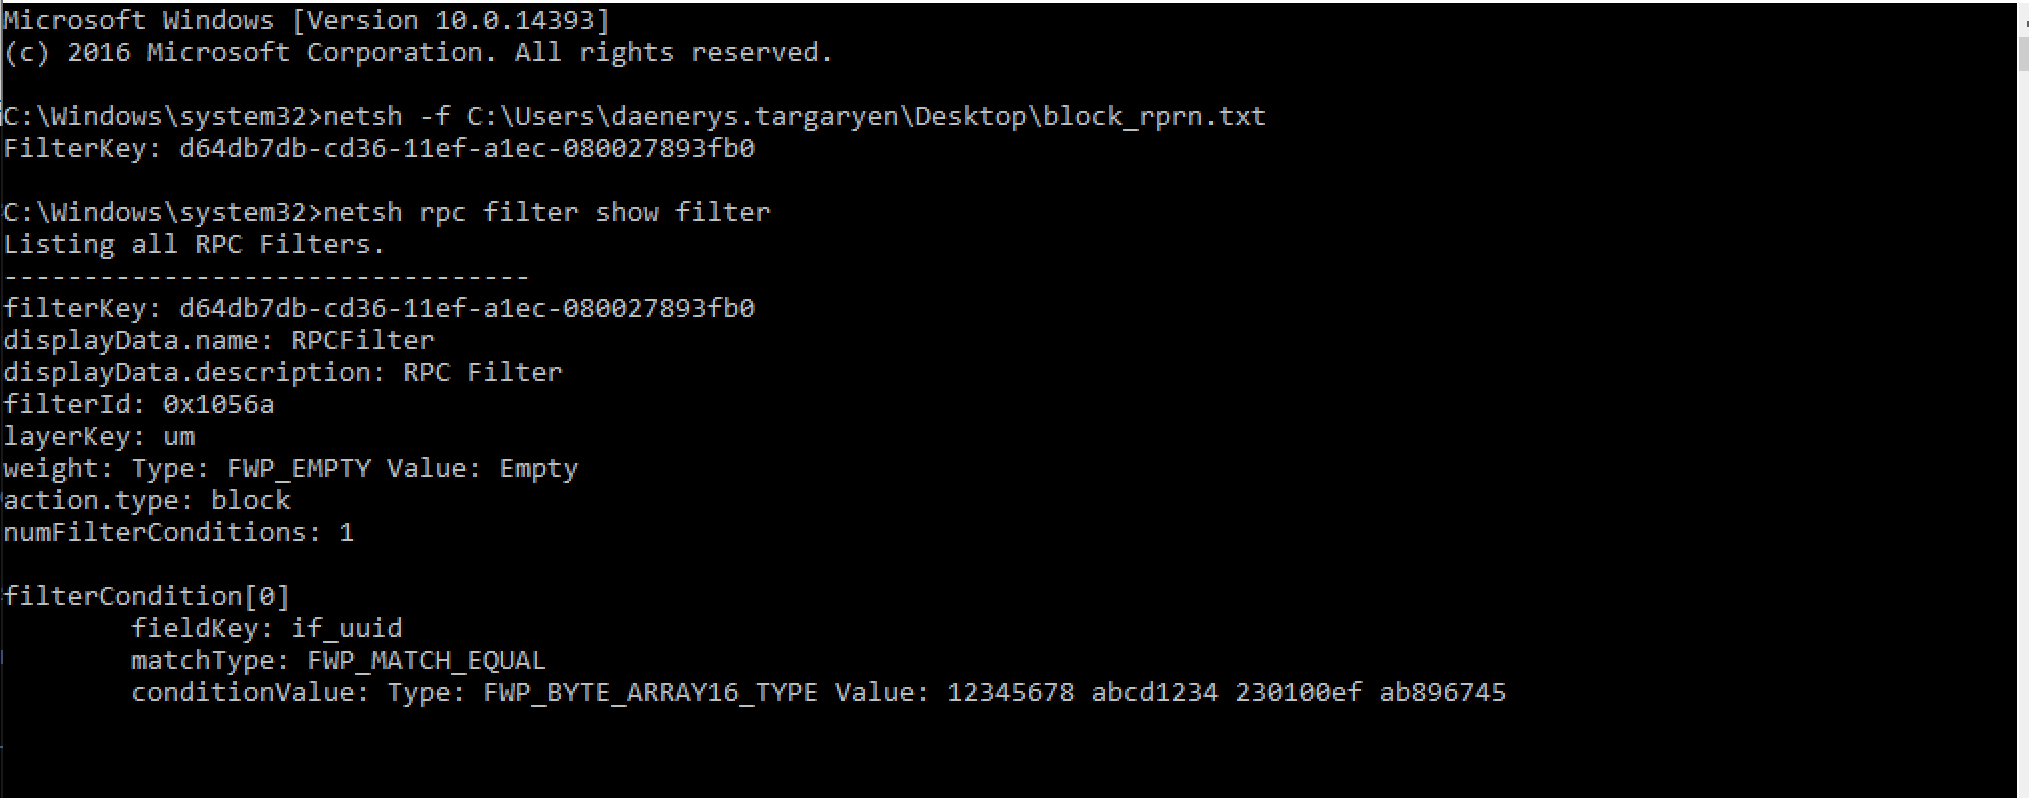 Microsoft Windows [Version 10.0.14393]
(c) 2016 Microsoft Corporation. All rights reserved.
C:\Windows\system32>netsh -f C:\Users\daenerys.targaryen\Desktop\block_rprn.txt
FilterKey: d64db7db-cd36-11ef-a1ec-080027893fb0
C:\Windows\system32>netsh rpc filter show filter
Listing all RPC Filters.
---------------------------------
filterKey: d64db7db-cd36-11ef-a1ec-080027893fb0
displayData.name: RPCFilter
displayData.description: RPC Filter
filterId: 0x1056a
layerKey: um
weight: Type: FWP_EMPTY Value: Empty
action.type: block
numFilterConditions: 1
filterCondition[0]
        fieldKey: if_uuid
        matchType: FWP_MATCH_EQUAL
        conditionValue: Type: FWP_BYTE_ARRAY16_TYPE Value: 12345678 abcd1234 230100ef ab896745